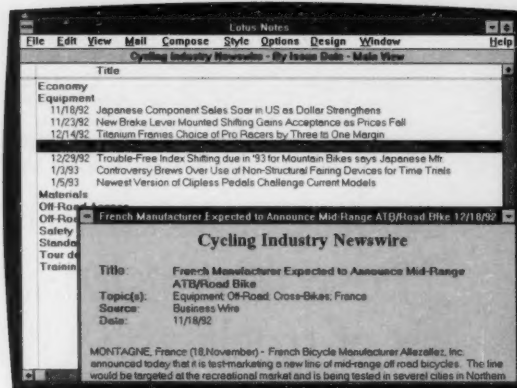 Lotus Notes
File Edit View Mail Compose Style Options Design Window Help
Cycling Industry Newswire - By Issue Date - Main View
Title
Economy
Equipment
11/18/92 Japanese Component Sales Soar in US as Dollar Strengthens
11/23/92 New Brake Lever Mounted Shifting Gains Acceptance as Prices Fall
12/14/92 Titanium Frames Choice of Pro Racers by Three to One Margin
12/29/92 Trouble-Free Index Shifting due in '93 for Mountain Bikes says Japanese Mfr.
1/3/93 Controversy Brews Over Use of Non-Structural Fairing Devices for Time Trials
1/5/93 Newest Version of Clipless Pedals Challenge Current Models
Materials
Off-Road
Off-Roa
Safety
Standa
Tour de
Trainin
French Manufacturer Expected to Announce Mid-Range ATB/Road Bike 12/18/92
Cycling Industry Newswire
Title: French Manufacturer Expected to Announce Mid-Range
ATB/Road Bike
Topic(s): Equipment; Off-Road; Cross-Bikes; France
Source: Business Wire
Date: 11/18/92
MONTAGNE, France (18,November) - French Bicycle Manufacturer Allezallez, Inc.
announced today that it is test-marketing a new line of mid-range off road bicycles. The line
would be targeted at the recreational market and is being tested in several cities in Northern